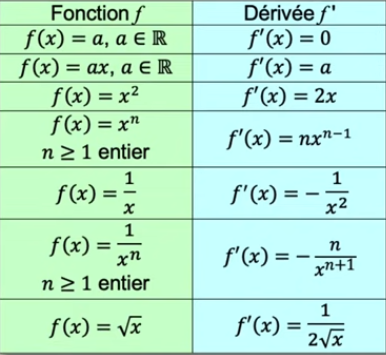 Fonction f Dérivée f'
f(x) = a, a ∈ ℝ f'(x) = 0
f(x) = ax, a ∈ ℝ f'(x) = a
f(x) = x² f'(x) = 2x
f(x) = xⁿ
n ≥ 1 entier f'(x) = nxⁿ⁻¹
f(x) = 1/x f'(x) = −1/x²
f(x) = 1/xⁿ
n ≥ 1 entier f'(x) = −n/xⁿ⁺¹
f(x) = √x f'(x) = 1/(2√x)